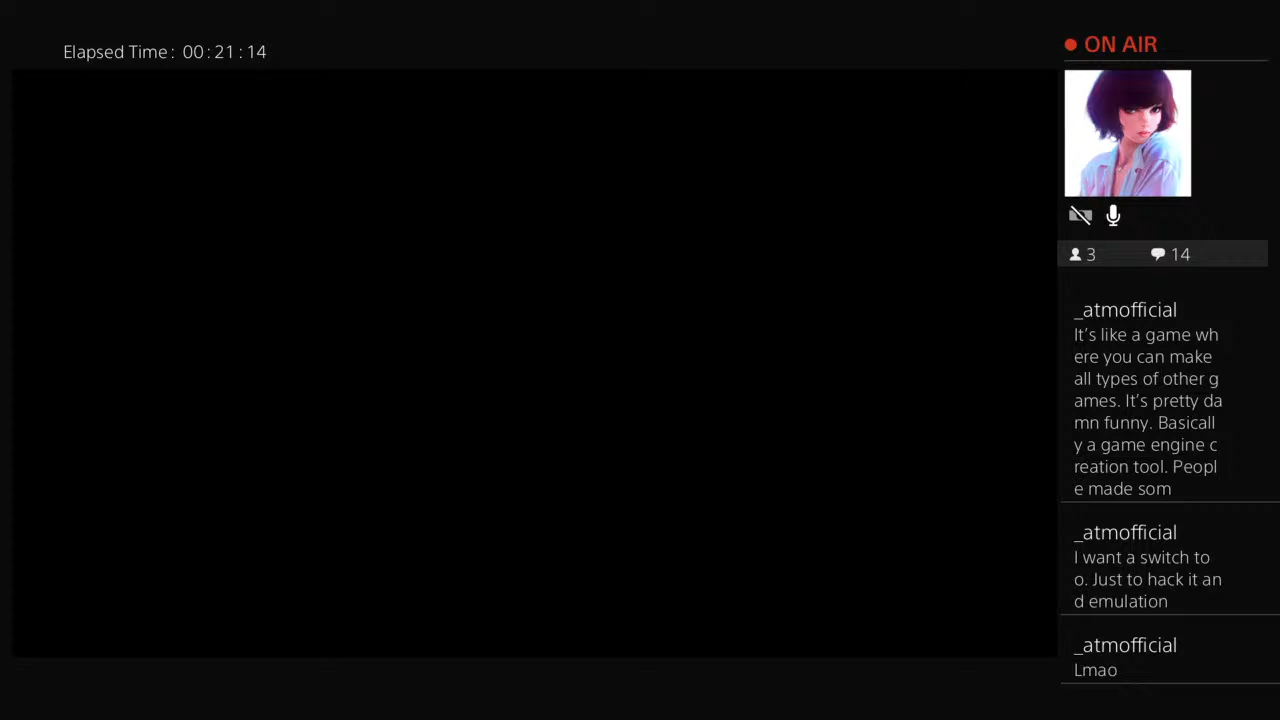 Elapsed Time: 00:21:14
ON AIR
3 14
_atmofficial
It’s like a game wh
ere you can make
all types of other g
ames. It’s pretty da
mn funny. Basicall
y a game engine c
reation tool. Peopl
e made som
_atmofficial
I want a switch to
o. Just to hack it an
d emulation
_atmofficial
Lmao